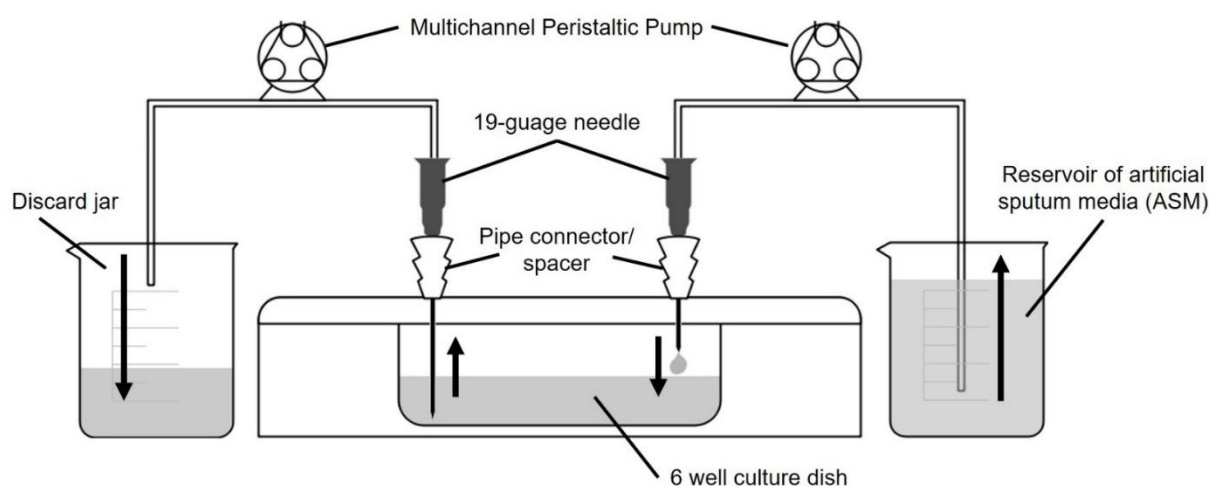 Multichannel Peristaltic Pump
19-guage needle
Discard jar
Pipe connector/
spacer
Reservoir of artificial
sputum media (ASM)
6 well culture dish